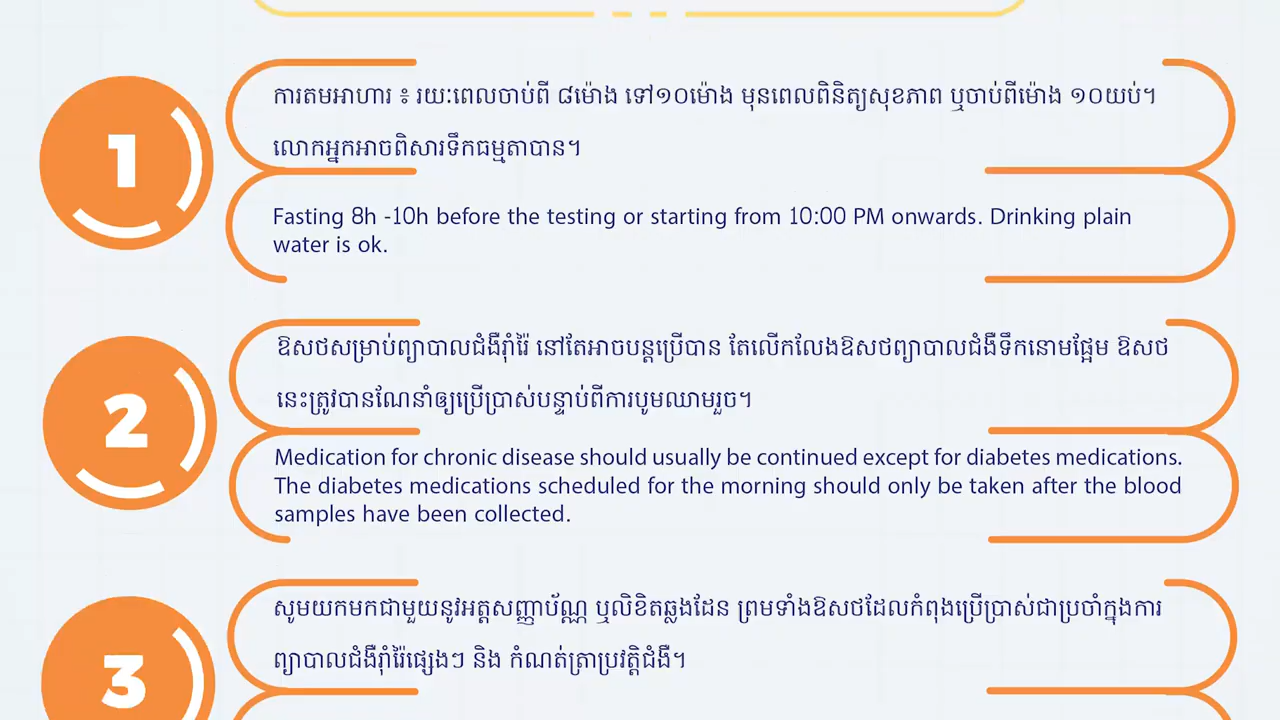 1
ការតមអាហារ ៖ រយ:ពេលចាប់ពី ៨ម៉ោង ទៅ១០ម៉ោង មុនពេលពិនិត្យសុខភាព ឬចាប់ពីម៉ោង ១០យប់។
លោកអ្នកអាចពិសារទឹកធម្មតាបាន។
Fasting 8h -10h before the testing or starting from 10:00 PM onwards. Drinking plain
water is ok.
2
ឱសថសម្រាប់ព្យាបាលជំងឺរ៉ាំរ៉ៃ នៅតែអាចបន្តប្រើបាន តែលើកលែងឱសថព្យាបាលជំងឺទឹកនោមផ្អែម ឱសថ
នេះត្រូវបានណែនាំឲ្យប្រើប្រាស់បន្ទាប់ពីការបូមឈាមរួច។
Medication for chronic disease should usually be continued except for diabetes medications.
The diabetes medications scheduled for the morning should only be taken after the blood
samples have been collected.
3
សូមយកមកជាមួយនូវអត្តសញ្ញាប័ណ្ណ ឬលិខិតឆ្លងដែន ព្រមទាំងឱសថដែលកំពុងប្រើប្រាស់ជាប្រចាំក្នុងការ
ព្យាបាលជំងឺរ៉ាំរ៉ៃផ្សេងៗ និង កំណត់ត្រាប្រវត្តិជំងឺ។